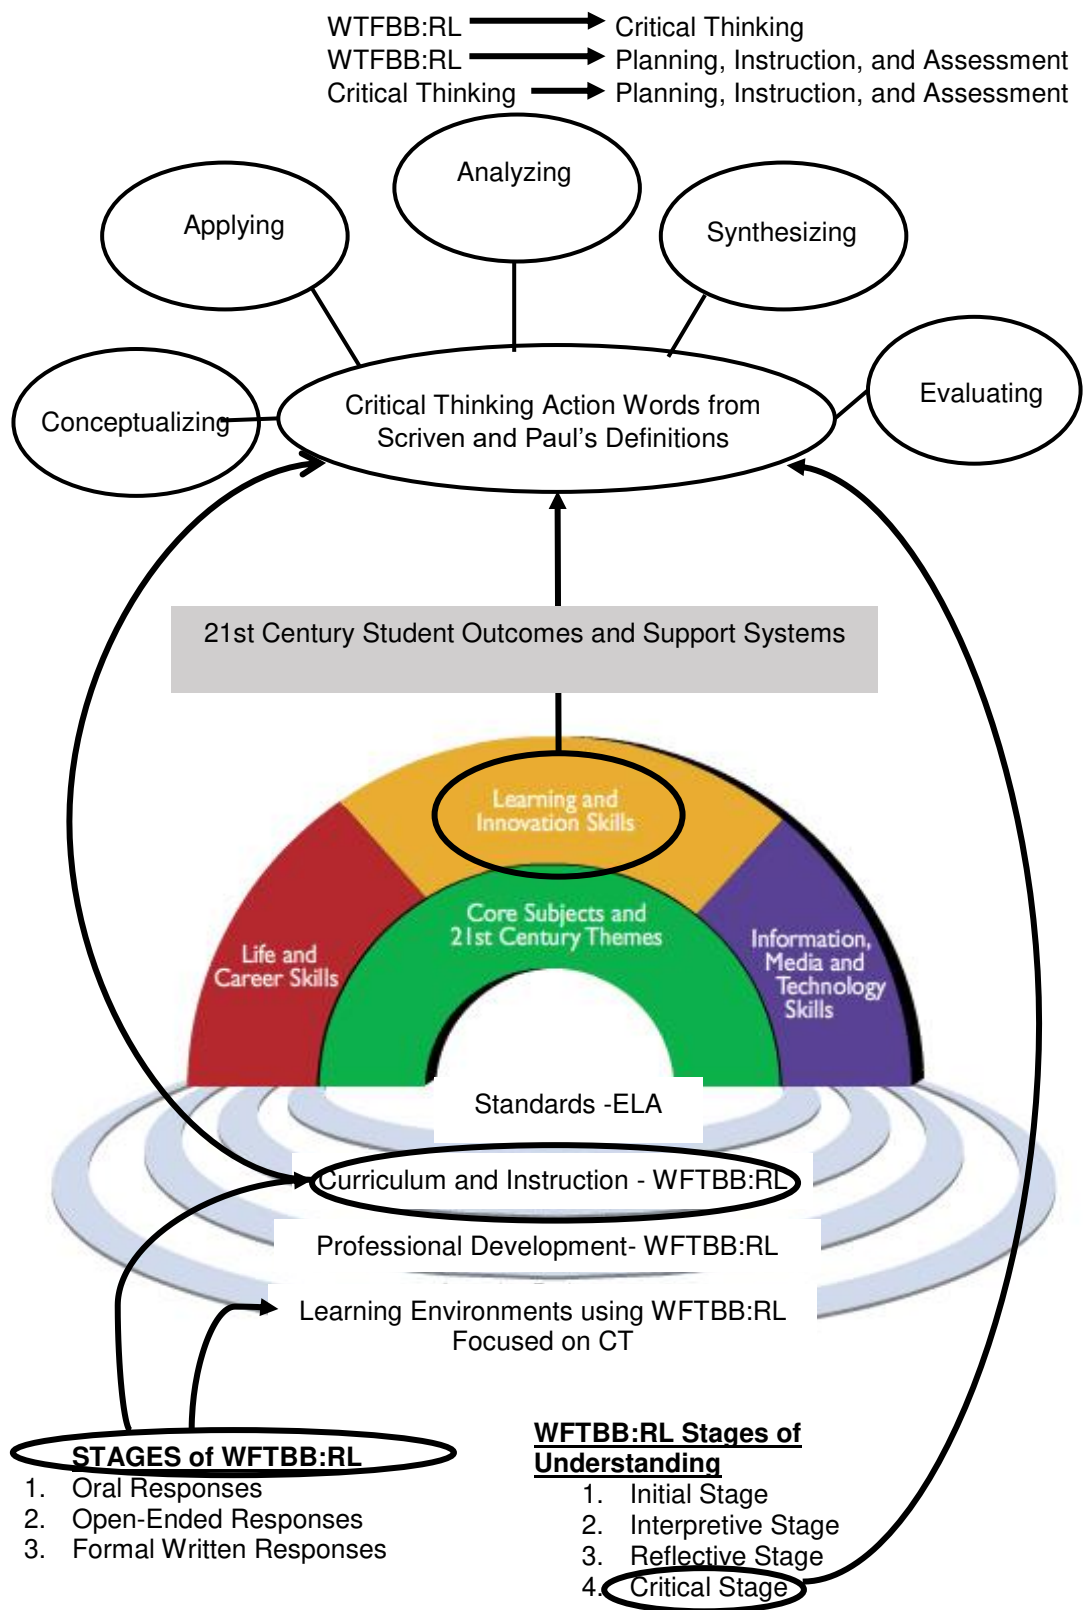 WTFBB:RL Critical Thinking
WTFBB:RL Planning, Instruction, and Assessment
Critical Thinking Planning, Instruction, and Assessment
Analyzing
Applying
Synthesizing
Conceptualizing
Evaluating
Critical Thinking Action Words from
Scriven and Paul's Definitions
21st Century Student Outcomes and Support Systems
Learning and
Innovation Skills
Core Subjects and
21st Century Themes
Life and
Career Skills
Information,
Media and
Technology
Skills
Standards -ELA
Curriculum and Instruction - WFTBB:RL
Professional Development- WFTBB:RL
Learning Environments using WFTBB:RL
Focused on CT
STAGES of WFTBB:RL
1. Oral Responses
2. Open-Ended Responses
3. Formal Written Responses
WFTBB:RL Stages of
Understanding
1. Initial Stage
2. Interpretive Stage
3. Reflective Stage
4. Critical Stage